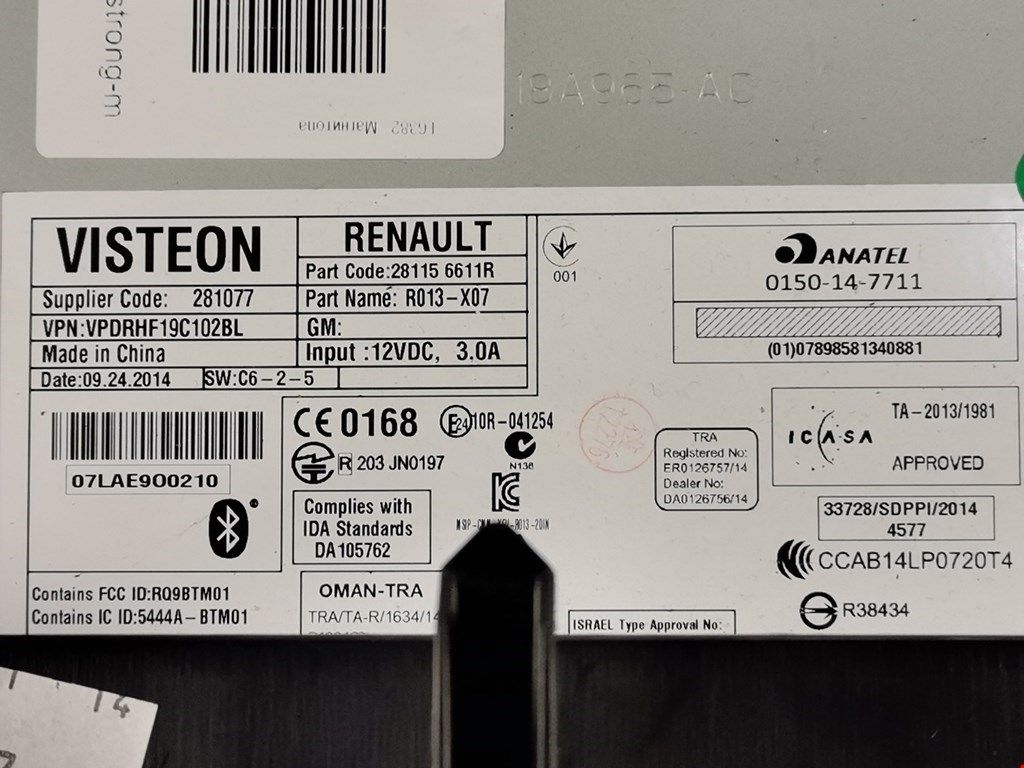 strong-m
16382 Магнитола
18A965-AC
VISTEON
RENAULT
Part Code:28115 6611R
Supplier Code: 281077
Part Name: R013-X07
VPN:VPDRHF19C102BL
GM:
Made in China
Input :12VDC, 3.0A
Date:09.24.2014
SW:C6-2-5
001
ANATEL
0150-14-7711
(01)07898581340881
07LAE900210
CE 0168
E24
10R-041254
R 203 JN0197
N136
Complies with
IDA Standards
DA105762
TRA
Registered No:
ER0126757/14
Dealer No:
DA0126756/14
ICASA
TA-2013/1981
APPROVED
33728/SDPPI/2014
4577
CCAB14LP0720T4
R38434
Contains FCC ID:RQ9BTM01
Contains IC ID:5444A-BTM01
OMAN-TRA
TRA/TA-R/1634/14
ISRAEL Type Approval No:
14